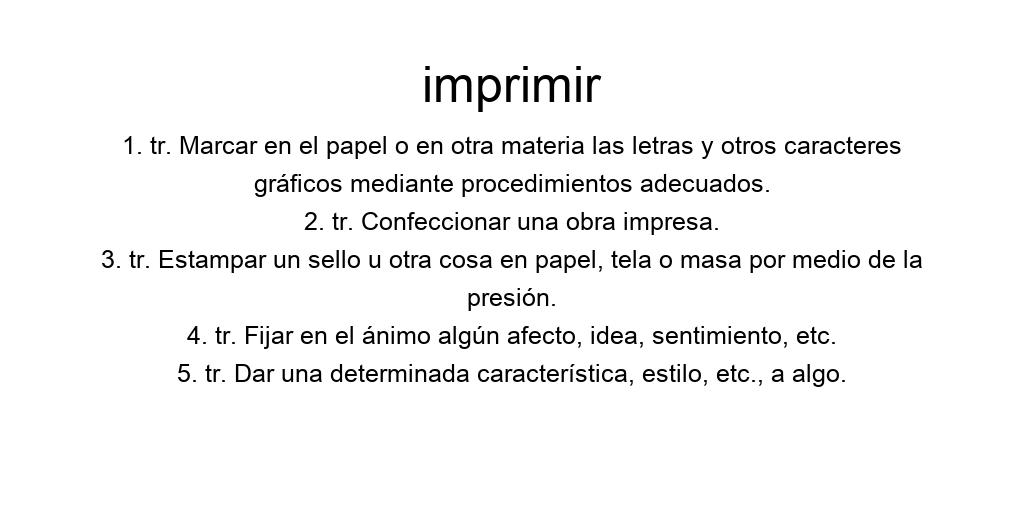 imprimir
1. tr. Marcar en el papel o en otra materia las letras y otros caracteres
gráficos mediante procedimientos adecuados.
2. tr. Confeccionar una obra impresa.
3. tr. Estampar un sello u otra cosa en papel, tela o masa por medio de la
presión.
4. tr. Fijar en el ánimo algún afecto, idea, sentimiento, etc.
5. tr. Dar una determinada característica, estilo, etc., a algo.